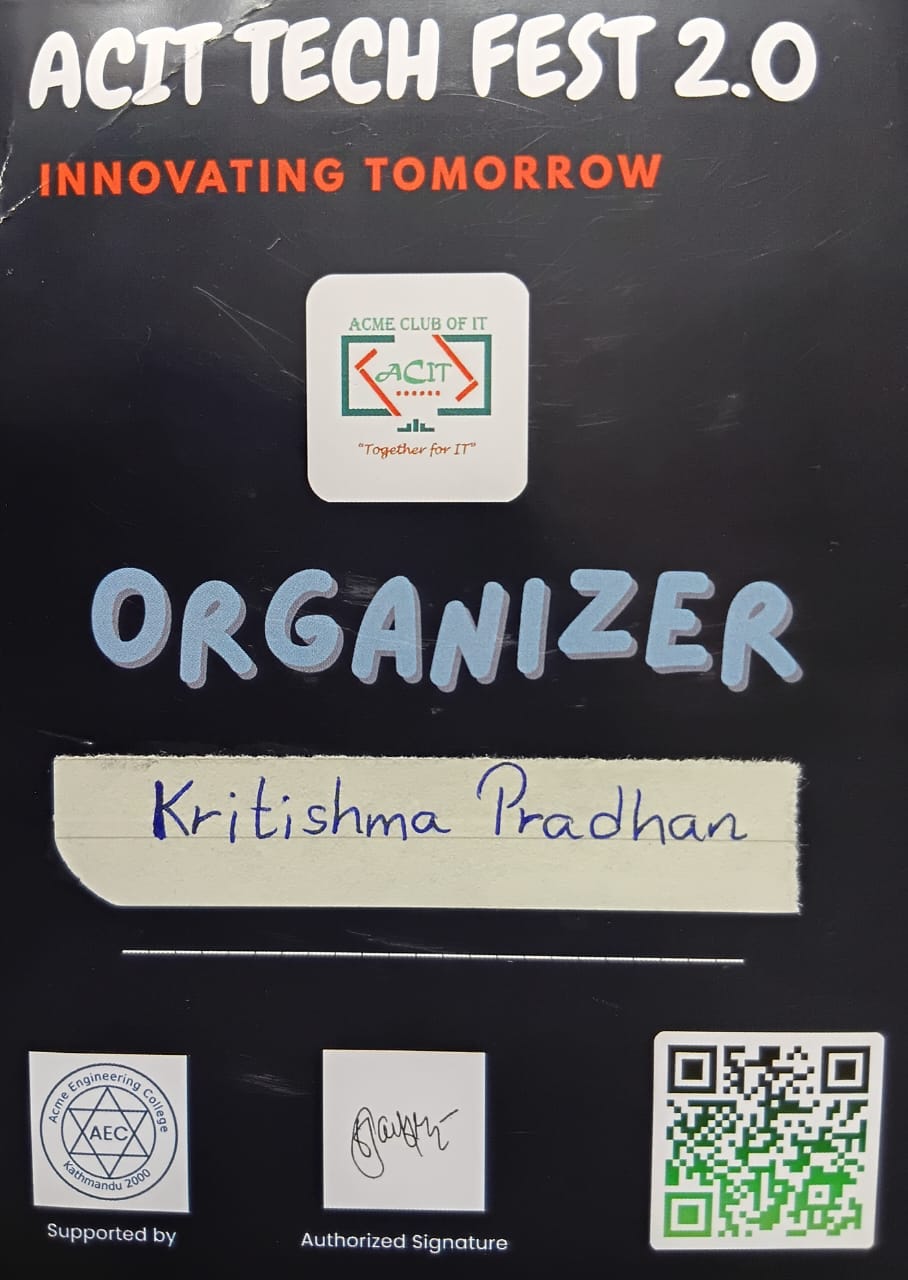 ACIT TECH FEST 2.0
INNOVATING TOMORROW
ACME CLUB OF IT
ACIT
"Together for IT"
ORGANIZER
Kritishma Pradhan
Acme Engineering College
AEC
Kathmandu 2000
Supported by
Authorized Signature